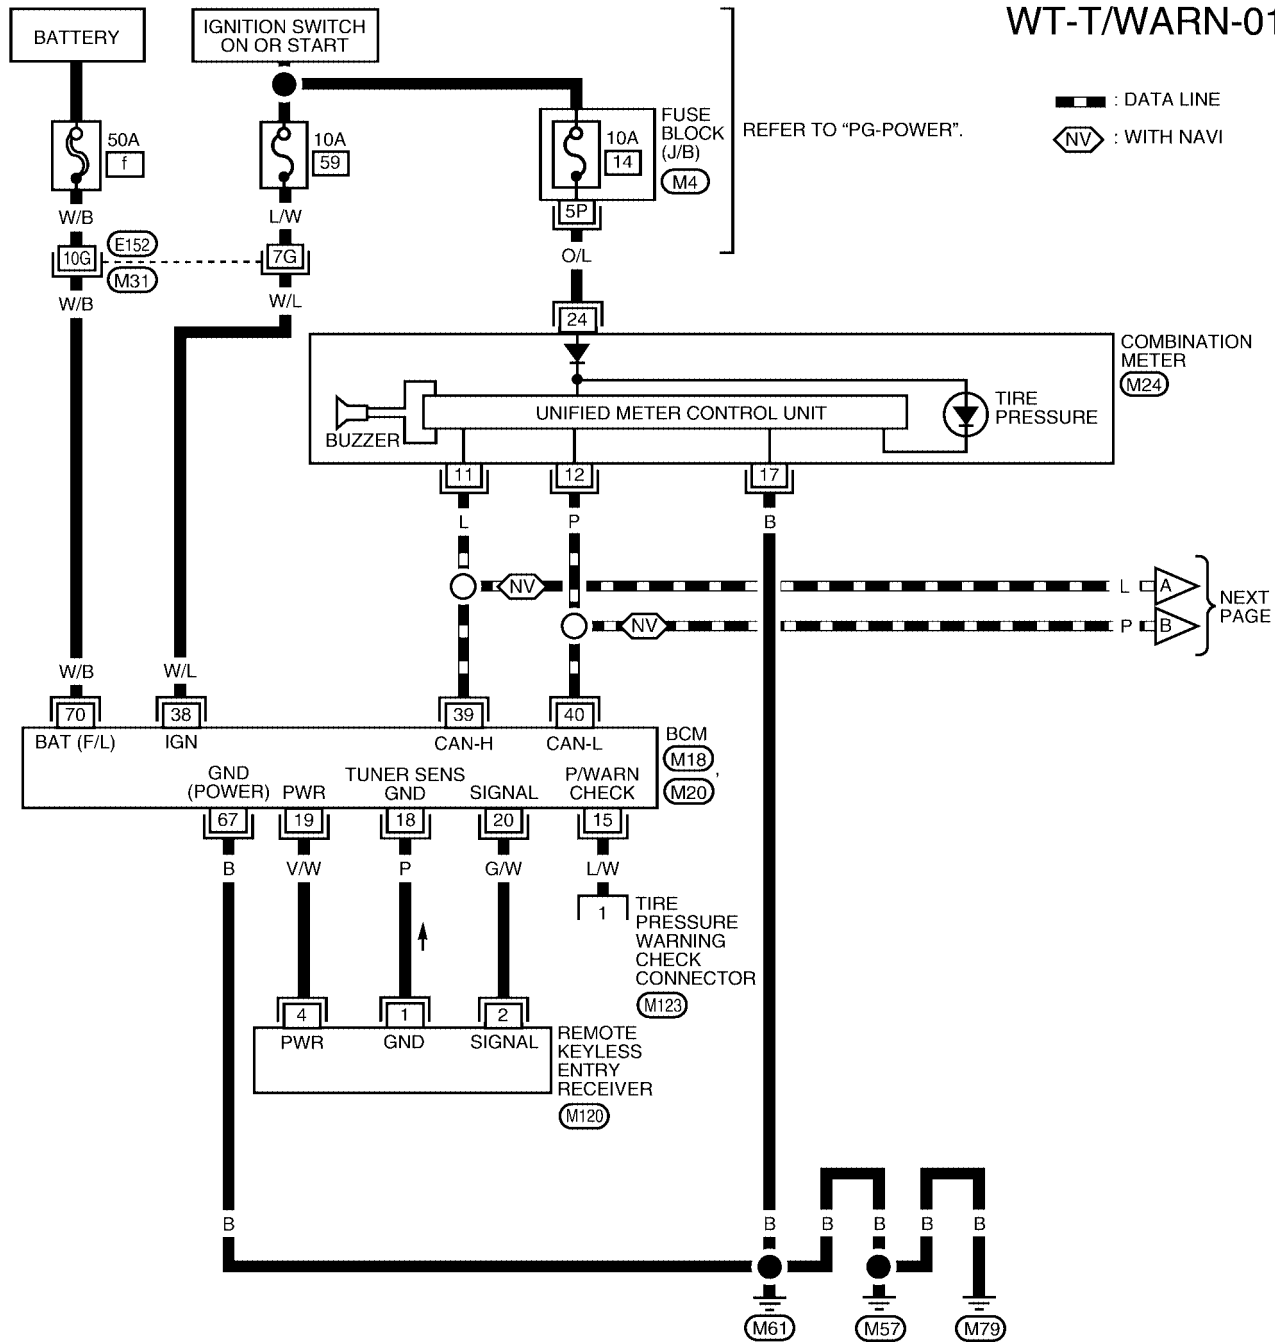 WT-T/WARN-01
BATTERY
IGNITION SWITCH
ON OR START
: DATA LINE
NV : WITH NAVI
50A
f
10A
59
10A
14
FUSE
BLOCK
(J/B)
M4
REFER TO “PG-POWER”.
W/B
L/W
5P
10G
E152
M31
7G
O/L
W/B
W/L
24
COMBINATION
METER
M24
BUZZER
UNIFIED METER CONTROL UNIT
TIRE
PRESSURE
11
12
17
L
P
B
NV
L
A
NV
P
B
NEXT
PAGE
W/B
W/L
70
38
39
40
BAT (F/L)
IGN
CAN-H
CAN-L
BCM
M18 ,
M20
GND
(POWER)
PWR
TUNER SENS
GND
SIGNAL
P/WARN
CHECK
67
19
18
20
15
B
V/W
P
G/W
L/W
1
TIRE
PRESSURE
WARNING
CHECK
CONNECTOR
M123
4
1
2
PWR
GND
SIGNAL
REMOTE
KEYLESS
ENTRY
RECEIVER
M120
B
B
B
B
B
B
M61
M57
M79